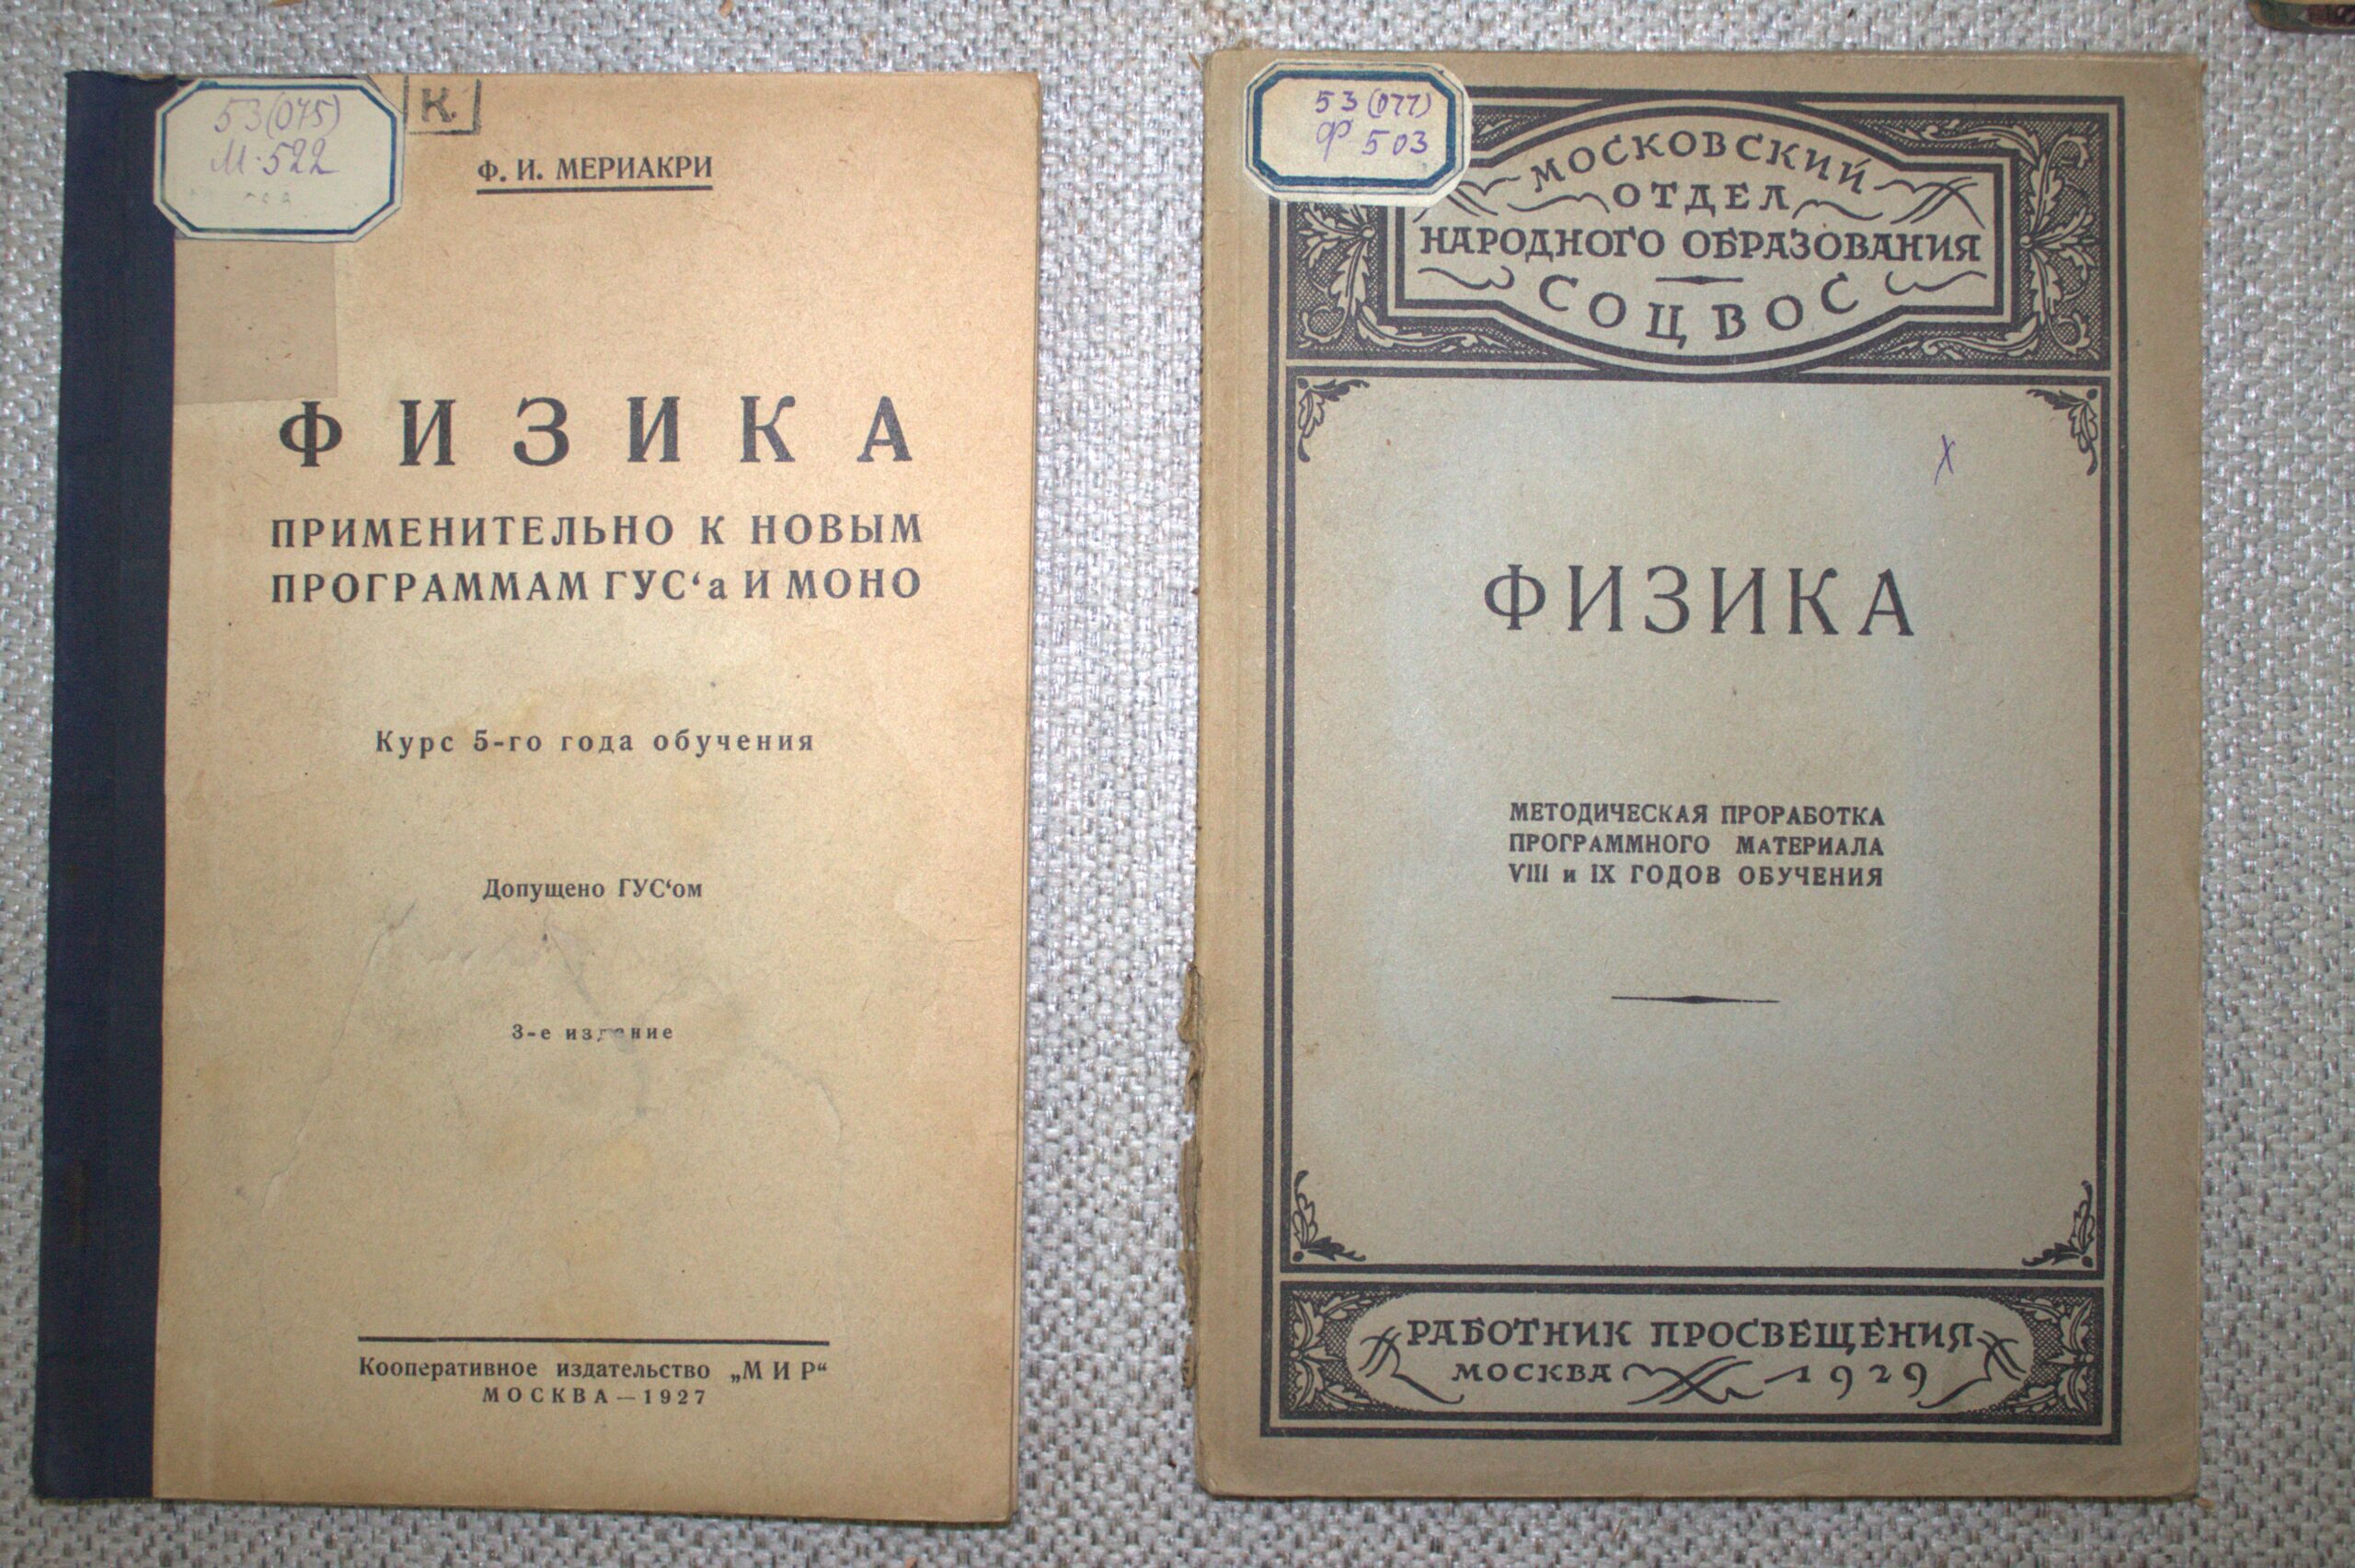 53(075)
М-522
К.
Ф. И. МЕРИАКРИ
ФИЗИКА
ПРИМЕНИТЕЛЬНО К НОВЫМ
ПРОГРАММАМ ГУС‘а И МОНО
Курс 5-го года обучения
Допущено ГУС‘ом
3-е издание
Кооперативное издательство „МИР“
МОСКВА—1927
53(077)
Ф 503
МОСКОВСКИЙ
ОТДЕЛ
НАРОДНОГО ОБРАЗОВАНИЯ
СОЦВОС
ФИЗИКА
МЕТОДИЧЕСКАЯ ПРОРАБОТКА
ПРОГРАММНОГО МАТЕРИАЛА
VIII и IX ГОДОВ ОБУЧЕНИЯ
РАБОТНИК ПРОСВЕЩЕНИЯ
МОСКВА 1929